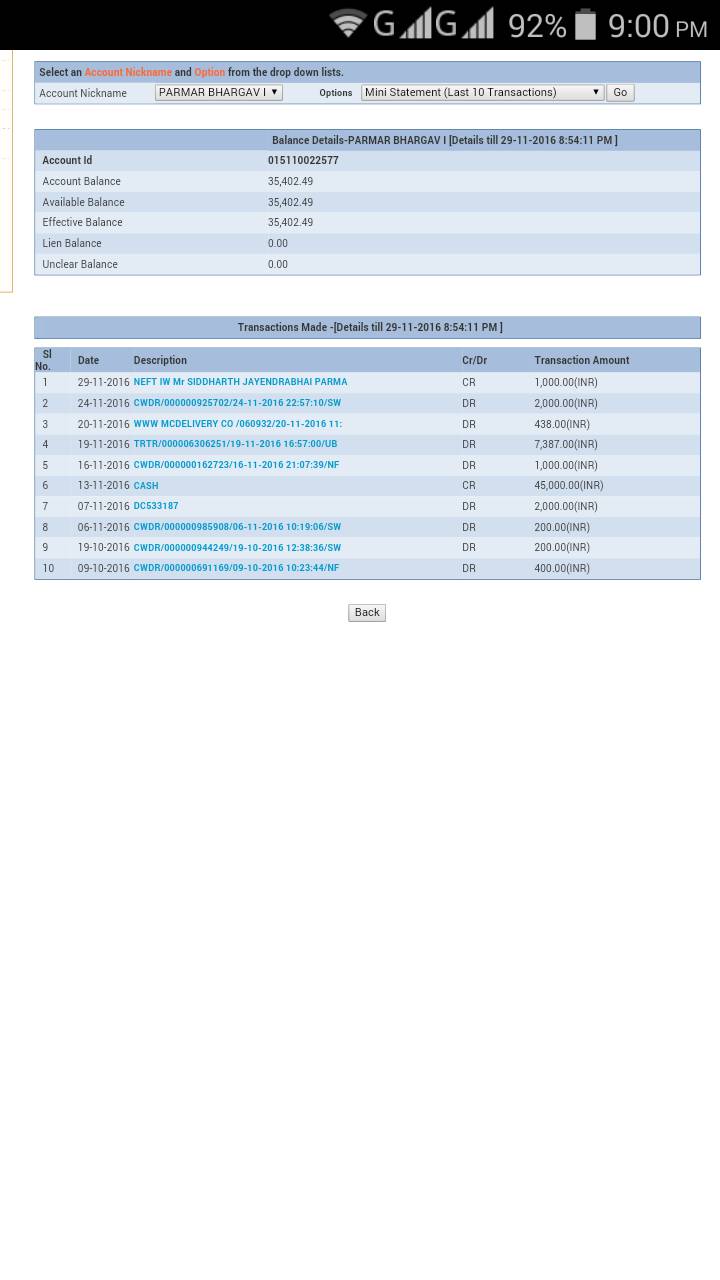 G G 92% 9:00 PM
Select an Account Nickname and Option from the drop down lists.
Account Nickname PARMAR BHARGAV I Options Mini Statement (Last 10 Transactions) Go
Balance Details-PARMAR BHARGAV I [Details till 29-11-2016 8:54:11 PM ]
Account Id 015110022577
Account Balance 35,402.49
Available Balance 35,402.49
Effective Balance 35,402.49
Lien Balance 0.00
Unclear Balance 0.00
Transactions Made -[Details till 29-11-2016 8:54:11 PM ]
Sl No. Date Description Cr/Dr Transaction Amount
1 29-11-2016 NEFT IW Mr SIDDHARTH JAYENDRABHAI PARMA CR 1,000.00(INR)
2 24-11-2016 CWDR/000000925702/24-11-2016 22:57:10/SW DR 2,000.00(INR)
3 20-11-2016 WWW MCDELIVERY CO /060932/20-11-2016 11: DR 438.00(INR)
4 19-11-2016 TRTR/000006306251/19-11-2016 16:57:00/UB DR 7,387.00(INR)
5 16-11-2016 CWDR/000000162723/16-11-2016 21:07:39/NF DR 1,000.00(INR)
6 13-11-2016 CASH CR 45,000.00(INR)
7 07-11-2016 DC533187 DR 2,000.00(INR)
8 06-11-2016 CWDR/000000985908/06-11-2016 10:19:06/SW DR 200.00(INR)
9 19-10-2016 CWDR/000000944249/19-10-2016 12:38:36/SW DR 200.00(INR)
10 09-10-2016 CWDR/000000691169/09-10-2016 10:23:44/NF DR 400.00(INR)
Back